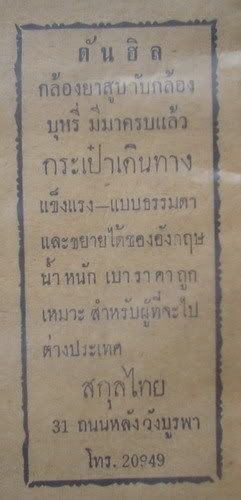 ดันฮิล
กล้องยาสูบกับกล้อง
บุหรี่ มีมาครบแล้ว
กระเป๋าเดินทาง
แข็งแรง—แบบธรรมดา
และขยายได้ของอังกฤษ
น้ำหนัก เบา ราคาถูก
เหมาะ สำหรับผู้ที่จะไป
ต่างประเทศ
สกุลไทย
31 ถนนหลังวังบูรพา
โทร. 20949